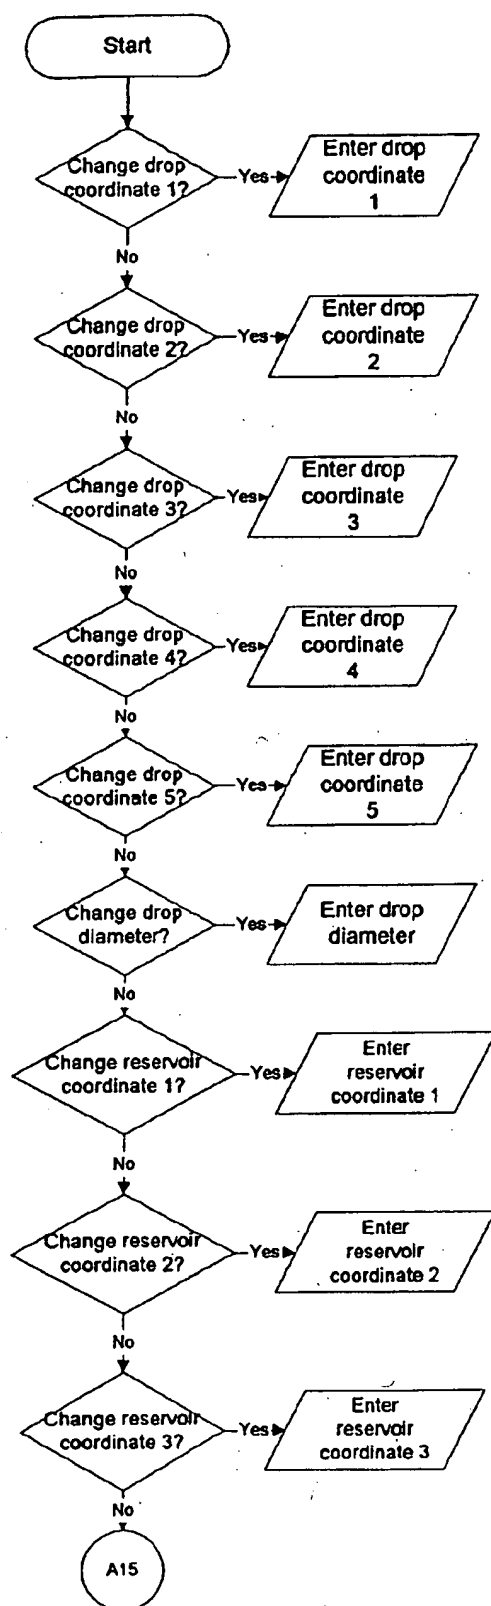 Start
Change drop
coordinate 1?
Yes
Enter drop
coordinate
1
No
Change drop
coordinate 2?
Yes
Enter drop
coordinate
2
No
Change drop
coordinate 3?
Yes
Enter drop
coordinate
3
No
Change drop
coordinate 4?
Yes
Enter drop
coordinate
4
No
Change drop
coordinate 5?
Yes
Enter drop
coordinate
5
No
Change drop
diameter?
Yes
Enter drop
diameter
No
Change reservoir
coordinate 1?
Yes
Enter
reservoir
coordinate 1
No
Change reservoir
coordinate 2?
Yes
Enter
reservoir
coordinate 2
No
Change reservoir
coordinate 3?
Yes
Enter
reservoir
coordinate 3
No
A15